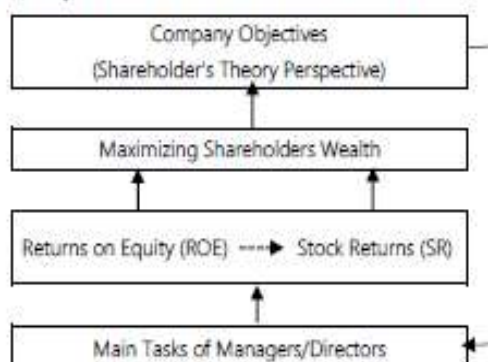 Company Objectives
(Shareholder's Theory Perspective)
Maximizing Shareholders Wealth
Returns on Equity (ROE) Stock Returns (SR)
Main Tasks of Managers/Directors